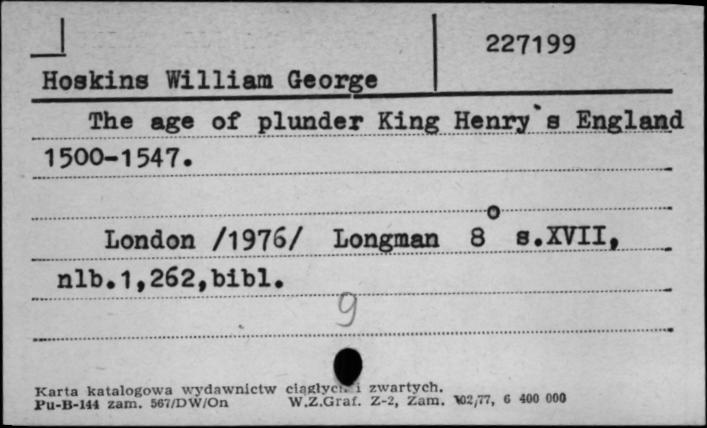 227199
Hoskins William George
The age of plunder King Henry`s England
1500-1547.
London /1976/ Longman 8° s.XVII,
nlb.1,262,bibl.
9
Karta katalogowa wydawnictw ciągłych i zwartych.
Pu-B-144 zam. 567/DW/On W.Z.Graf. Z-2, Zam. 102/77, 6 400 000